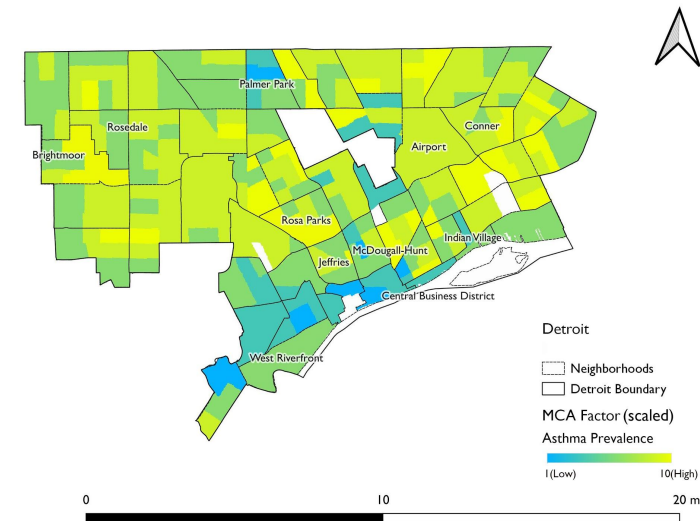 Palmer Park
Rosedale
Conner
Airport
Brightmoor
Rosa Parks
Indian Village
McDougall-Hunt
Jeffries
Central Business District
West Riverfront
Detroit
Neighborhoods
Detroit Boundary
MCA Factor (scaled)
Asthma Prevalence
1(Low) 10(High)
0 10 20 m